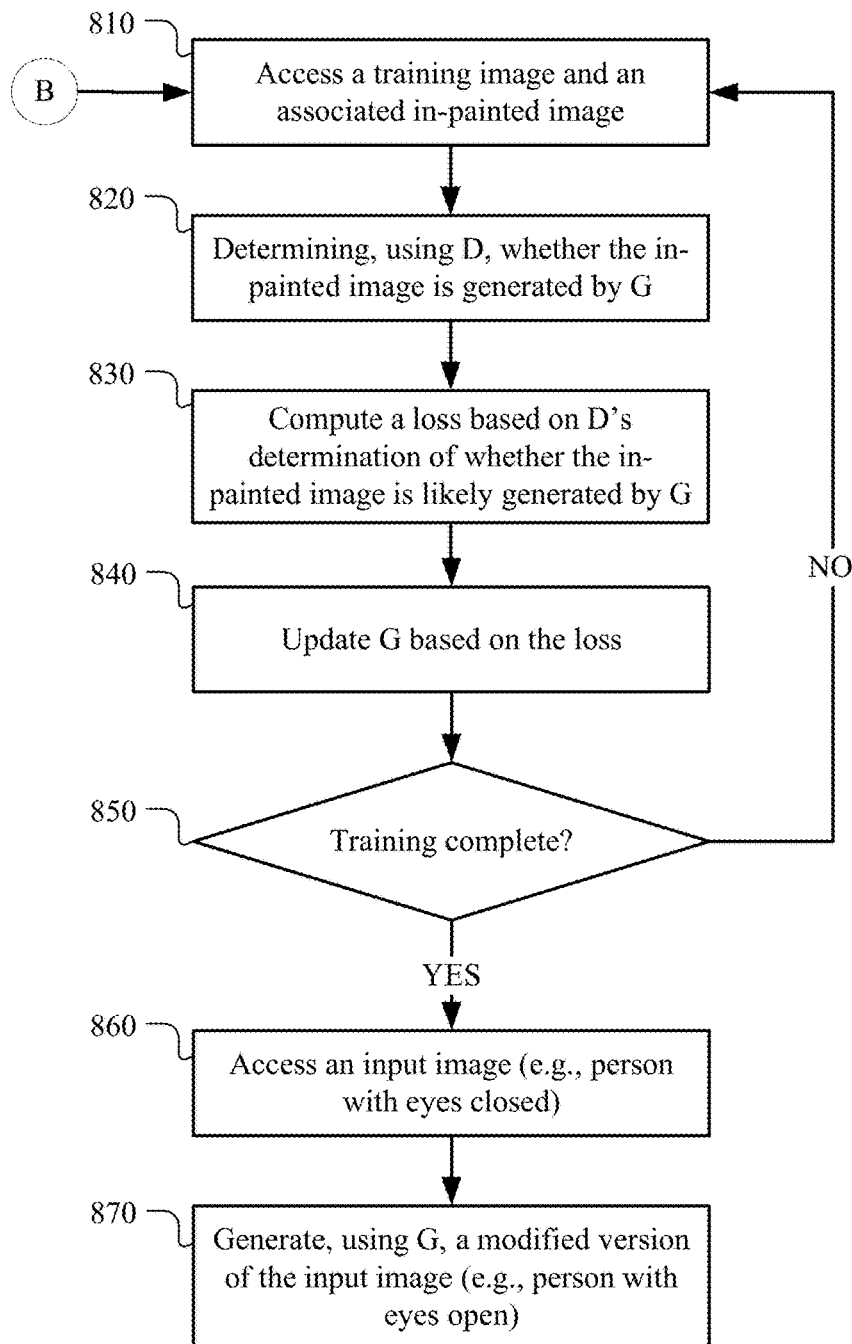 810
B
Access a training image and an
associated in-painted image
820
Determining, using D, whether the in-
painted image is generated by G
830
Compute a loss based on D's
determination of whether the in-
painted image is likely generated by G
840
Update G based on the loss
NO
850
Training complete?
YES
860
Access an input image (e.g., person
with eyes closed)
870
Generate, using G, a modified version
of the input image (e.g., person with
eyes open)